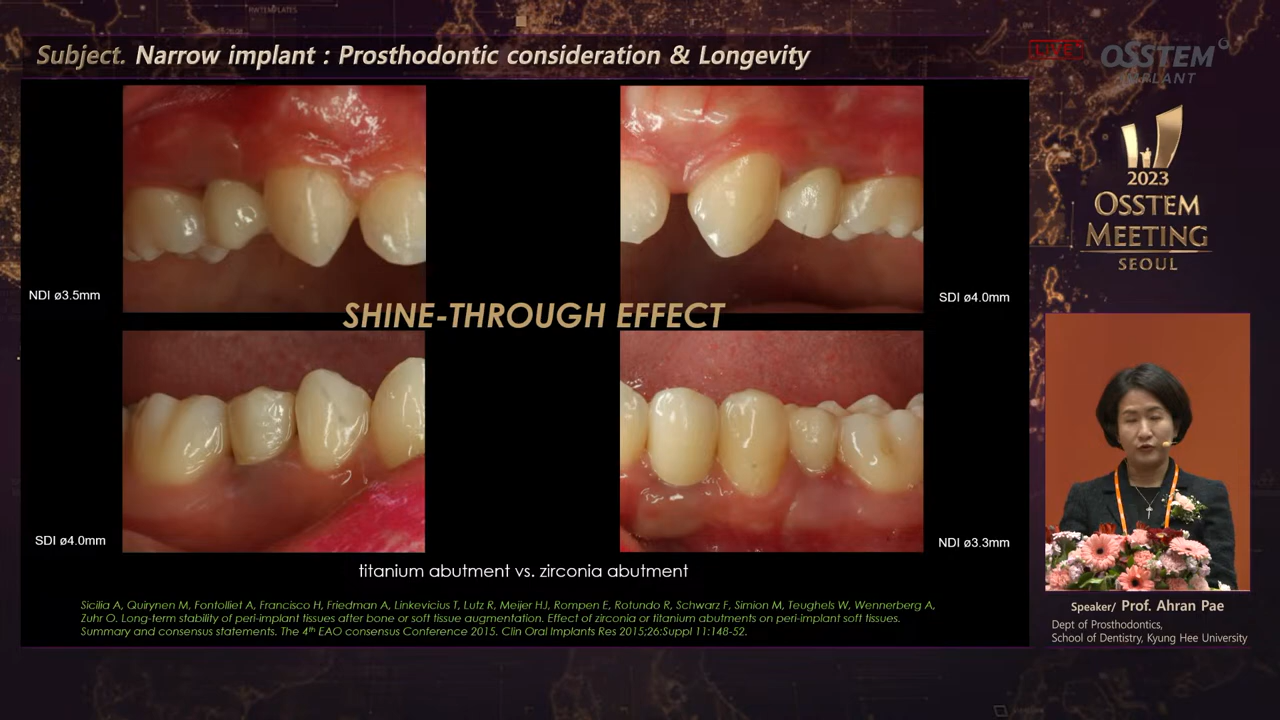 Subject. Narrow implant : Prosthodontic consideration & Longevity
LIVE
OSSTEM
IMPLANT
2023
OSSTEM
MEETING
SEOUL
NDI ø3.5mm
SDI ø4.0mm
SHINE-THROUGH EFFECT
SDI ø4.0mm
NDI ø3.3mm
titanium abutment vs. zirconia abutment
Sicilia A, Quirynen M, Fontolliet A, Francisco H, Friedman A, Linkevicius T, Lutz R, Meijer HJ, Rompen E, Rotundo R, Schwarz F, Simion M, Teughels W, Wennerberg A,
Zuhr O. Long-term stability of peri-implant tissues after bone or soft tissue augmentation. Effect of zirconia or titanium abutments on peri-implant soft tissues.
Summary and consensus statements. The 4th EAO consensus Conference 2015. Clin Oral Implants Res 2015;26:Suppl 11:148-52.
Speaker/ Prof. Ahran Pae
Dept of Prosthodontics,
School of Dentistry, Kyung Hee University